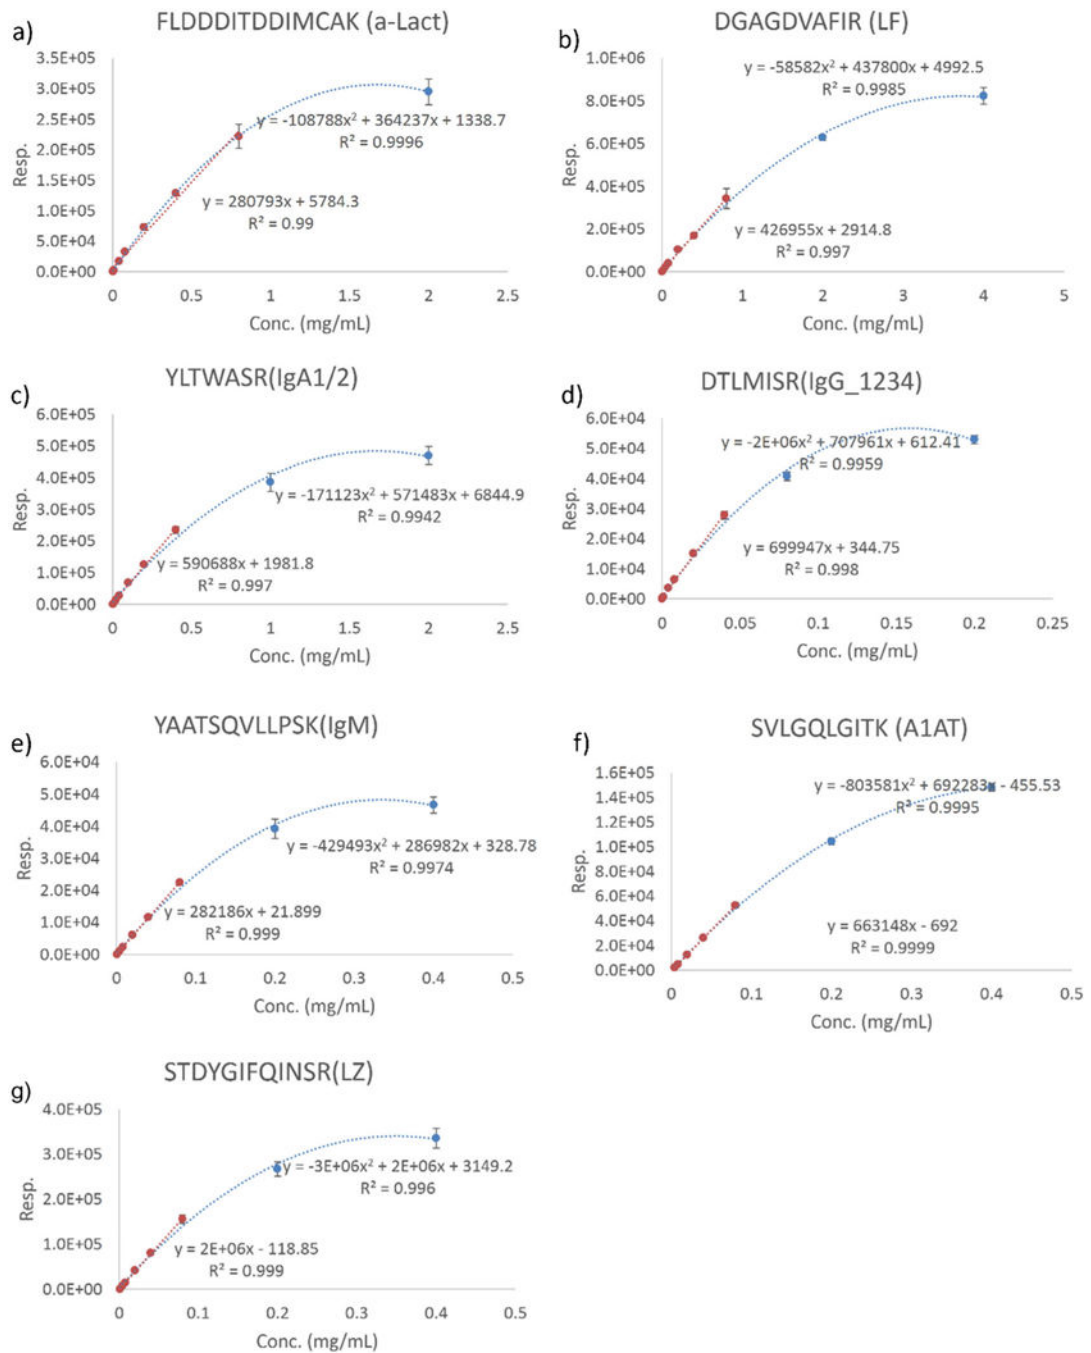 a)
FLDDDITDDIMCAK (a-Lact)
3.5E+05
3.0E+05
2.5E+05
2.0E+05
1.5E+05
1.0E+05
5.0E+04
0.0E+00
Resp.
y = -108788x² + 364237x + 1338.7
R² = 0.9996
y = 280793x + 5784.3
R² = 0.99
0 0.5 1 1.5 2 2.5
Conc. (mg/mL)
b)
DGAGDVAFIR (LF)
1.0E+06
8.0E+05
6.0E+05
4.0E+05
2.0E+05
0.0E+00
Resp.
y = -58582x² + 437800x + 4992.5
R² = 0.9985
y = 426955x + 2914.8
R² = 0.997
0 1 2 3 4 5
Conc. (mg/mL)
c)
YLTWASR(IgA1/2)
6.0E+05
5.0E+05
4.0E+05
3.0E+05
2.0E+05
1.0E+05
0.0E+00
Resp.
y = -171123x² + 571483x + 6844.9
R² = 0.9942
y = 590688x + 1981.8
R² = 0.997
0 0.5 1 1.5 2 2.5
Conc. (mg/mL)
d)
DTLMISR(IgG_1234)
6.0E+04
5.0E+04
4.0E+04
3.0E+04
2.0E+04
1.0E+04
0.0E+00
Resp.
y = -2E+06x² + 707961x + 612.41
R² = 0.9959
y = 699947x + 344.75
R² = 0.998
0 0.05 0.1 0.15 0.2 0.25
Conc. (mg/mL)
e)
YAATSQVLLPSK(IgM)
6.0E+04
5.0E+04
4.0E+04
3.0E+04
2.0E+04
1.0E+04
0.0E+00
Resp.
y = -429493x² + 286982x + 328.78
R² = 0.9974
y = 282186x + 21.899
R² = 0.999
0 0.1 0.2 0.3 0.4 0.5
Conc. (mg/mL)
f)
SVLGQLGITK (A1AT)
1.6E+05
1.4E+05
1.2E+05
1.0E+05
8.0E+04
6.0E+04
4.0E+04
2.0E+04
0.0E+00
Resp.
y = -803581x² + 692283x - 455.53
R² = 0.9995
y = 663148x - 692
R² = 0.9999
0 0.1 0.2 0.3 0.4 0.5
Conc. (mg/mL)
g)
STDYGIFQINSR(LZ)
4.0E+05
3.0E+05
2.0E+05
1.0E+05
0.0E+00
Resp.
y = -3E+06x² + 2E+06x + 3149.2
R² = 0.996
y = 2E+06x - 118.85
R² = 0.999
0 0.1 0.2 0.3 0.4 0.5
Conc. (mg/mL)